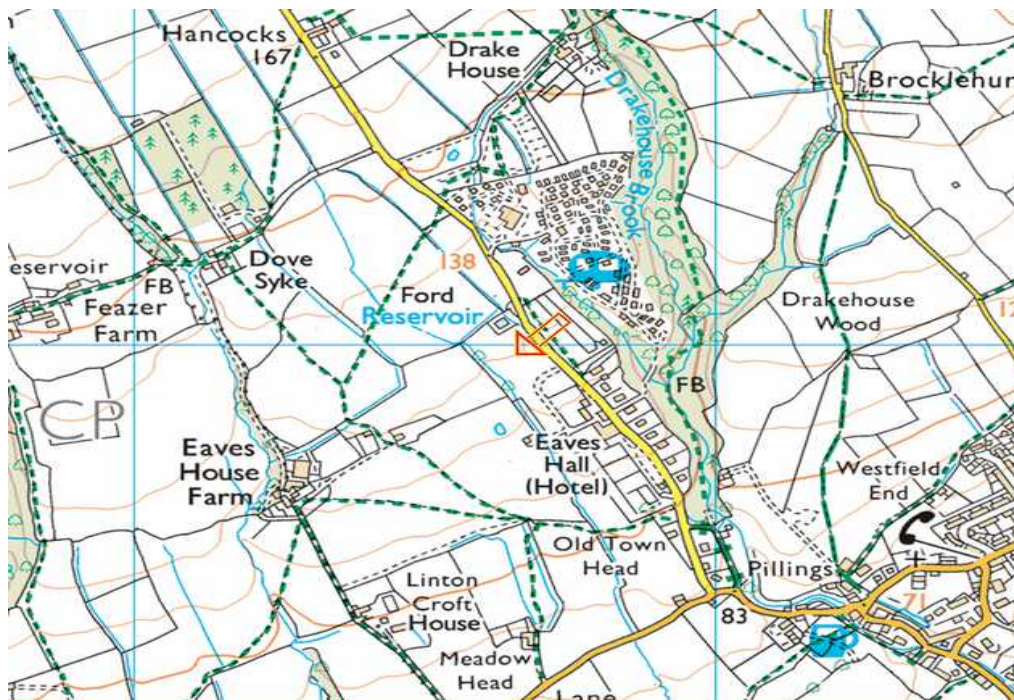 Hancocks
167
Drake
House
Drakehouse Brook
Brocklehur
eservoir
FB
Feazer
Farm
Dove
Syke
138
Ford
Reservoir
Drakehouse
Wood
12
CP
FB
Eaves
House
Farm
Eaves
Hall
(Hotel)
Westfield
End
Old Town
Head
Pillings
Linton
Croft
House
83
71
Meadow
Head
Lane